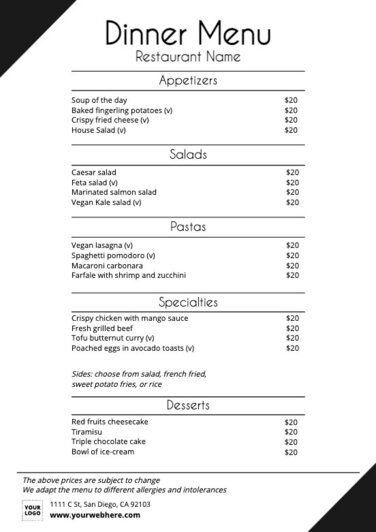 Dinner Menu
Restaurant Name
Appetizers
Soup of the day $20
Baked fingerling potatoes (v) $20
Crispy fried cheese (v) $20
House Salad (v) $20
Salads
Caesar salad $20
Feta salad (v) $20
Marinated salmon salad $20
Vegan Kale salad (v) $20
Pastas
Vegan lasagna (v) $20
Spaghetti pomodoro (v) $20
Macaroni carbonara $20
Farfale with shrimp and zucchini $20
Specialties
Crispy chicken with mango sauce $20
Fresh grilled beef $20
Tofu butternut curry (v) $20
Poached eggs in avocado toasts (v) $20
Sides: choose from salad, french fried,
sweet potato fries, or rice
Desserts
Red fruits cheesecake $20
Tiramisu $20
Triple chocolate cake $20
Bowl of ice-cream $20
The above prices are subject to change
We adapt the menu to different allergies and intolerances
YOUR
LOGO
1111 C St, San Diego, CA 92103
www.yourwebhere.com